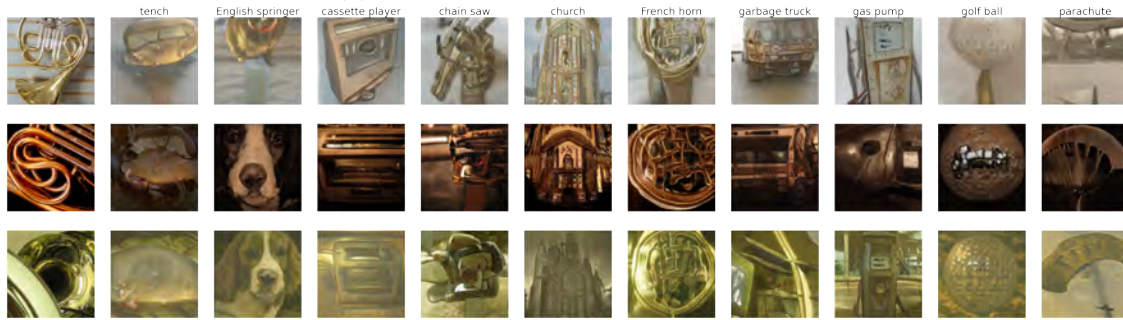 tench English springer cassette player chain saw church French horn garbage truck gas pump golf ball parachute